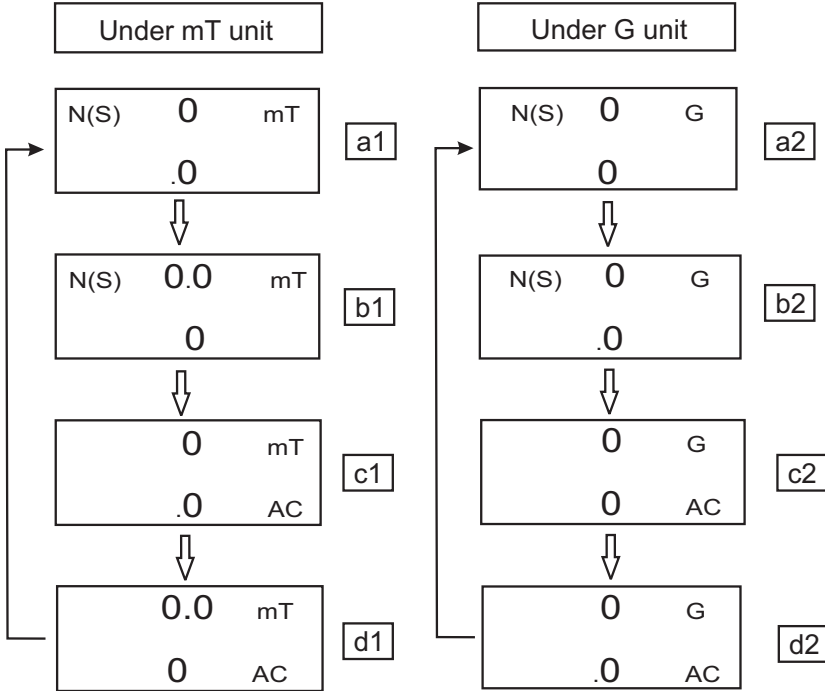 Under mT unit
Under G unit
N(S) 0 mT
.0
a1
N(S) 0 G
0
a2
N(S) 0.0 mT
0
b1
N(S) 0 G
.0
b2
0 mT
.0 AC
c1
0 G
0 AC
c2
0.0 mT
0 AC
d1
0 G
.0 AC
d2